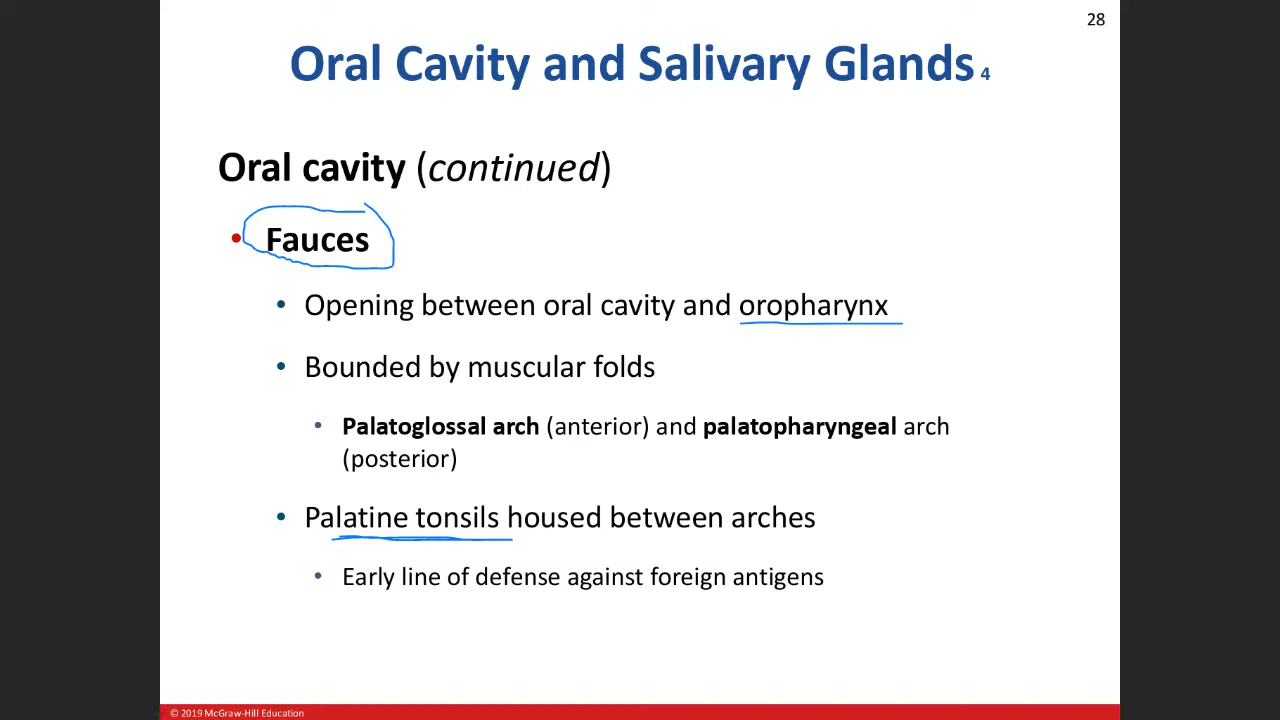 28
Oral Cavity and Salivary Glands 4
Oral cavity (continued)
• Fauces
• Opening between oral cavity and oropharynx
• Bounded by muscular folds
• Palatoglossal arch (anterior) and palatopharyngeal arch
(posterior)
• Palatine tonsils housed between arches
• Early line of defense against foreign antigens
© 2019 McGraw-Hill Education